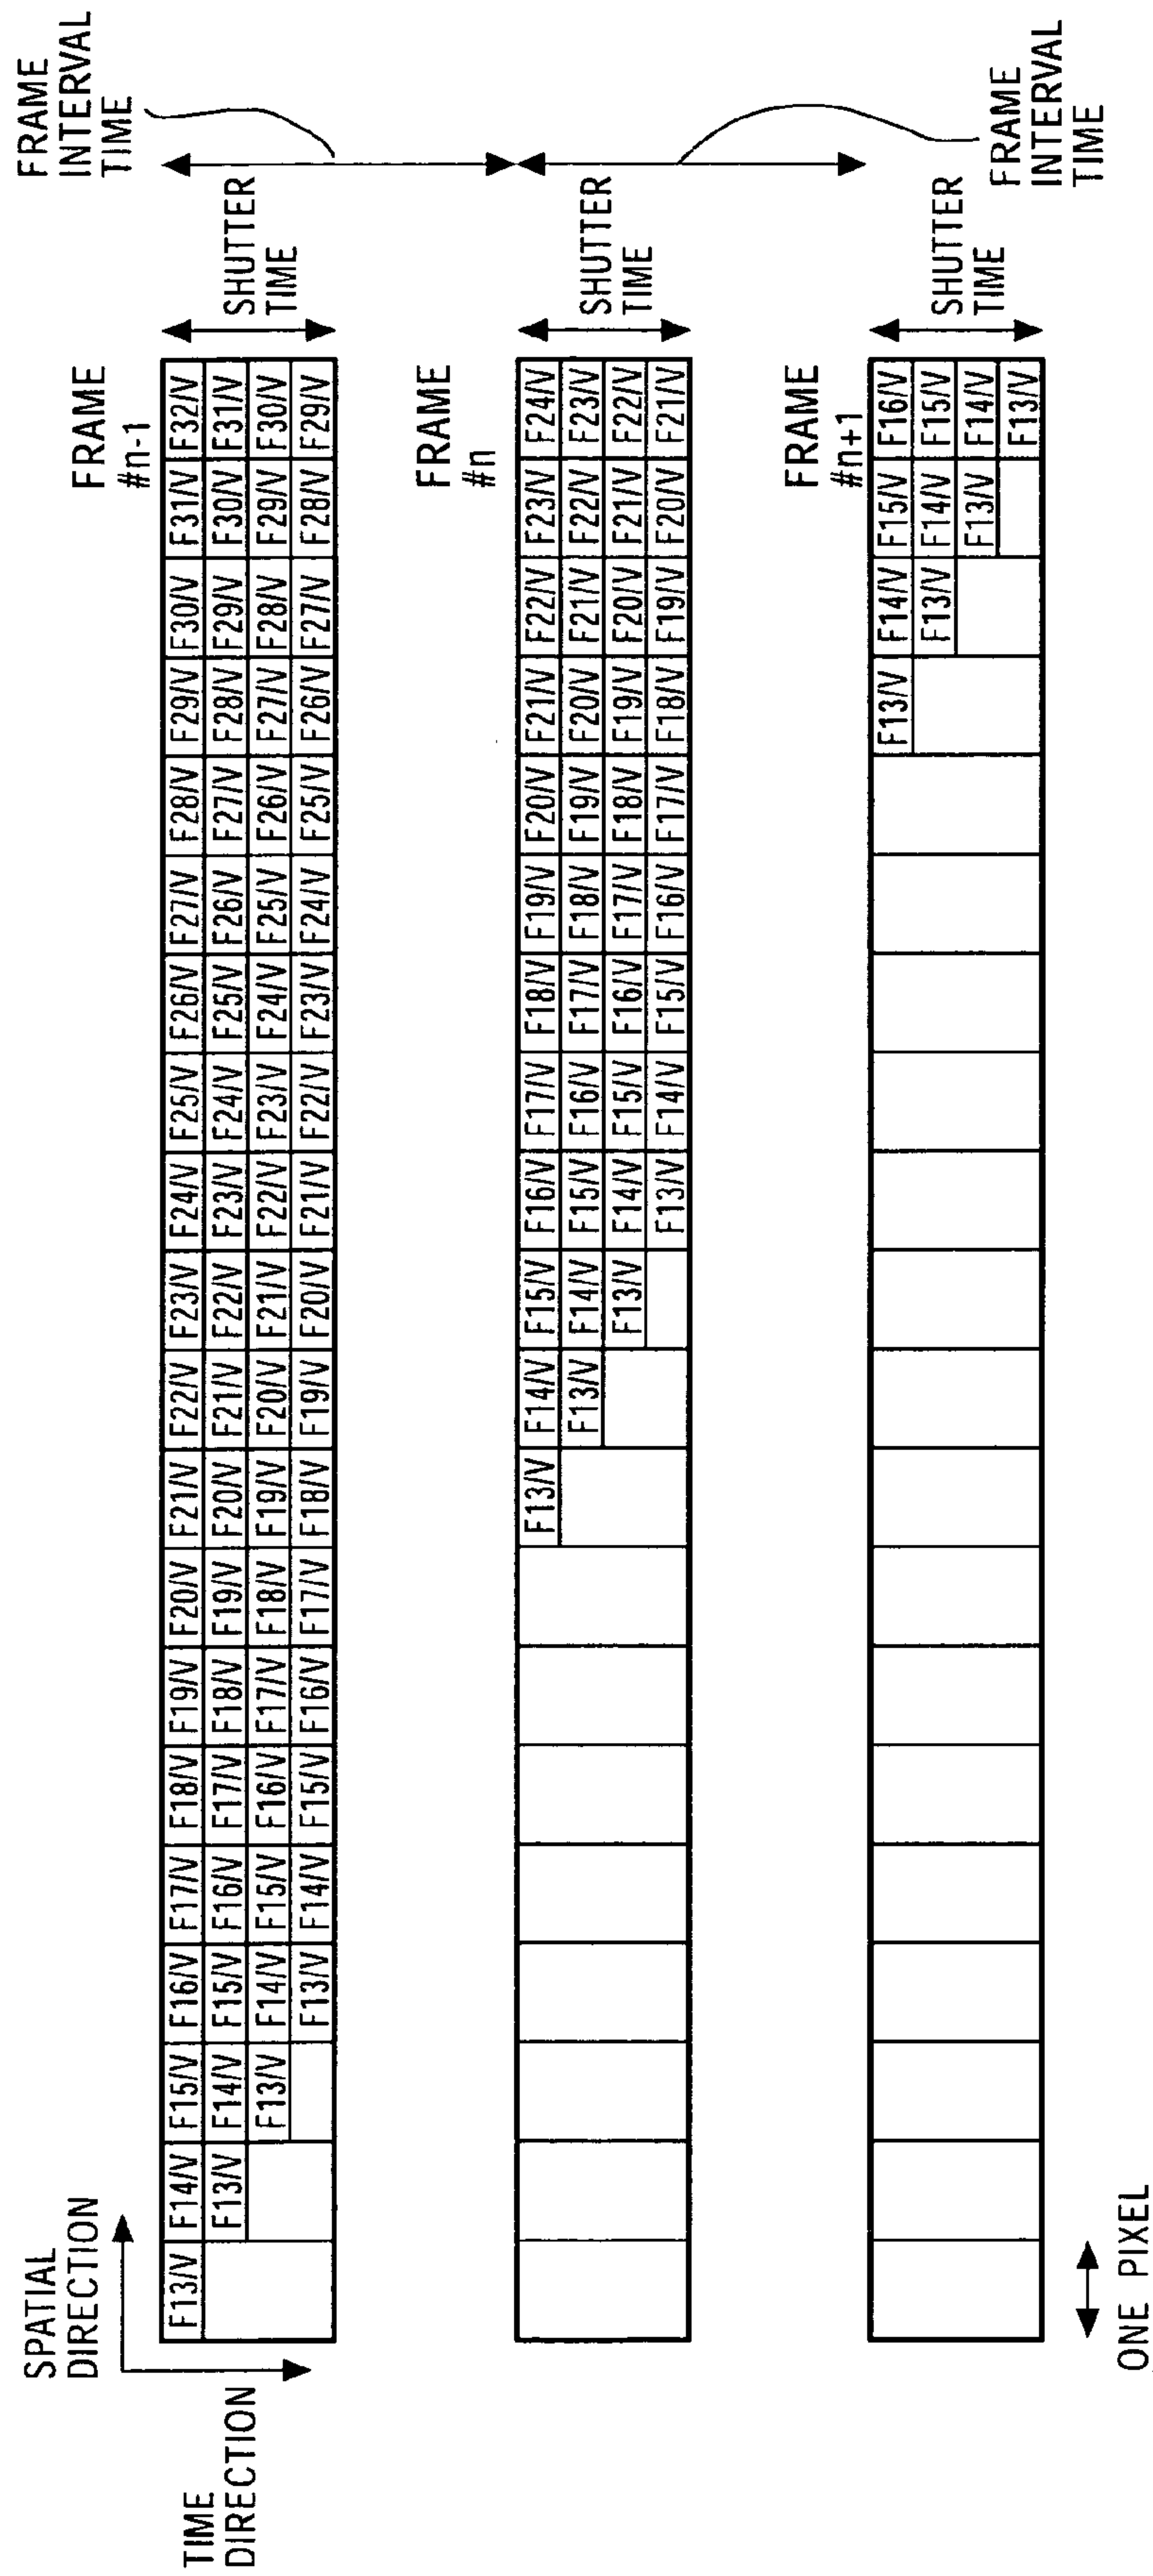 SPATIAL
DIRECTION
TIME
DIRECTION
FRAME
#n-1
F13/V F14/V F15/V F16/V F17/V F18/V F19/V F20/V F21/V F22/V F23/V F24/V F25/V F26/V F27/V F28/V F29/V F30/V F31/V F32/V
F13/V F14/V F15/V F16/V F17/V F18/V F19/V F20/V F21/V F22/V F23/V F24/V F25/V F26/V F27/V F28/V F29/V F30/V F31/V
F13/V F14/V F15/V F16/V F17/V F18/V F19/V F20/V F21/V F22/V F23/V F24/V F25/V F26/V F27/V F28/V F29/V F30/V
F13/V F14/V F15/V F16/V F17/V F18/V F19/V F20/V F21/V F22/V F23/V F24/V F25/V F26/V F27/V F28/V F29/V
SHUTTER
TIME
FRAME
INTERVAL
TIME
FRAME
#n
F13/V F14/V F15/V F16/V F17/V F18/V F19/V F20/V F21/V F22/V F23/V F24/V
F13/V F14/V F15/V F16/V F17/V F18/V F19/V F20/V F21/V F22/V F23/V
F13/V F14/V F15/V F16/V F17/V F18/V F19/V F20/V F21/V F22/V
F13/V F14/V F15/V F16/V F17/V F18/V F19/V F20/V F21/V
SHUTTER
TIME
FRAME
#n+1
F13/V F14/V F15/V F16/V
F13/V F14/V F15/V
F13/V F14/V
F13/V
SHUTTER
TIME
FRAME
INTERVAL
TIME
ONE PIXEL